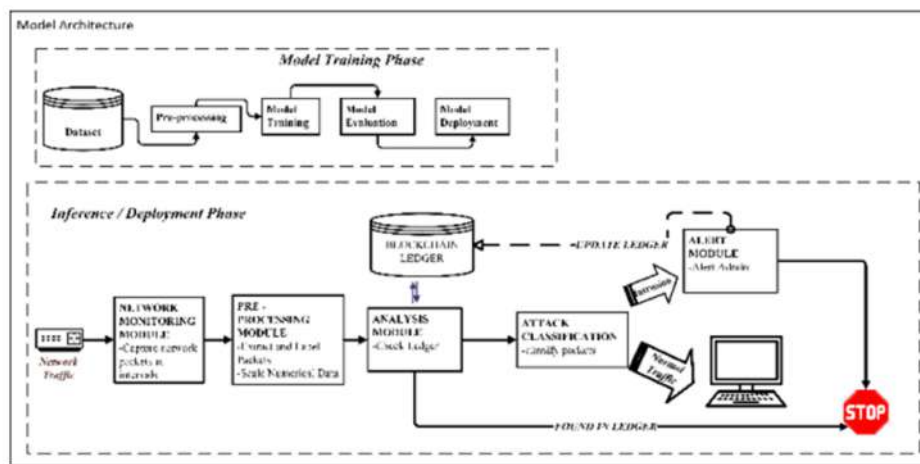 Model Architecture
Model Training Phase
Dataset
Pre-processing
Model
Training
Model
Evaluation
Model
Deployment
Inference / Deployment Phase
BLOCKCHAIN
LEDGER
UPDATE LEDGER
ALERT
MODULE
-Alert Admin
Intrusion
Network
Traffic
NETWORK
MONITORING
MODULE
-Capture network
packets in
intervals
PRE -
PROCESSING
MODULE
-Extract and Label
Packets
-Scale Numerical Data
ANALYSIS
MODULE
-Check Ledger
ATTACK
CLASSIFICATION
-classify packets
Normal
Traffic
STOP
FOUND IN LEDGER